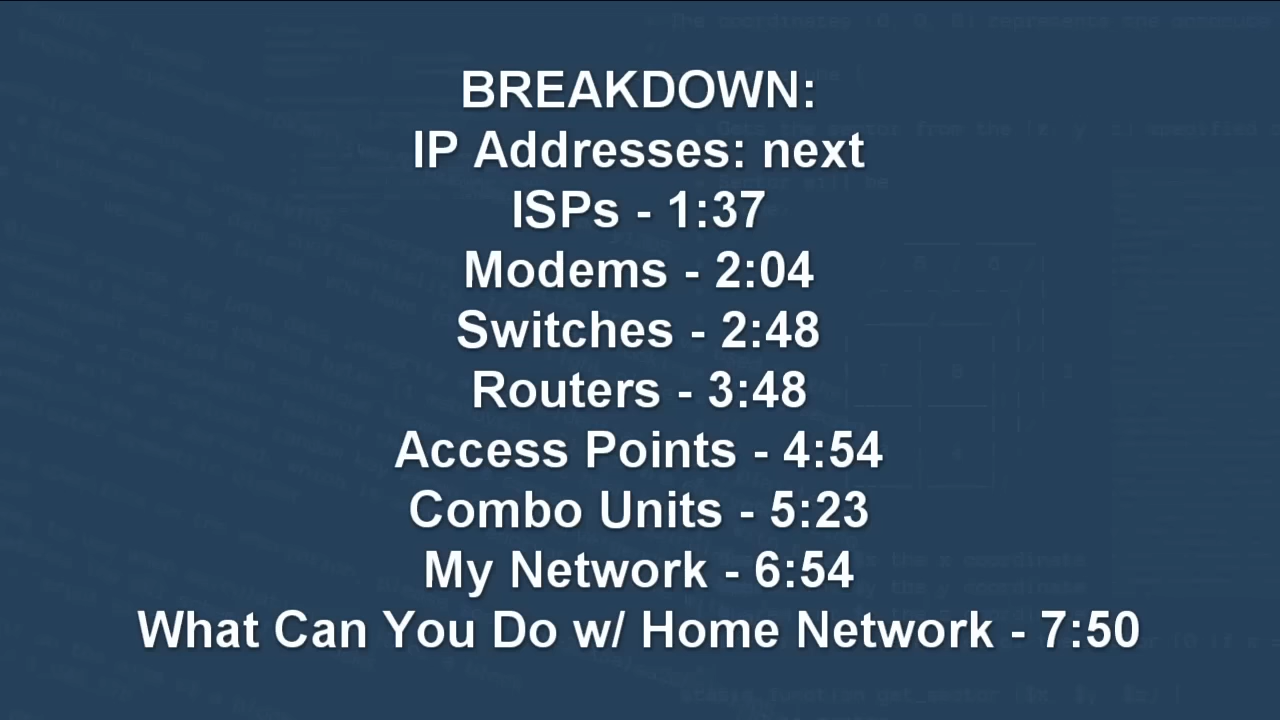 BREAKDOWN:
IP Addresses: next
ISPs - 1:37
Modems - 2:04
Switches - 2:48
Routers - 3:48
Access Points - 4:54
Combo Units - 5:23
My Network - 6:54
What Can You Do w/ Home Network - 7:50